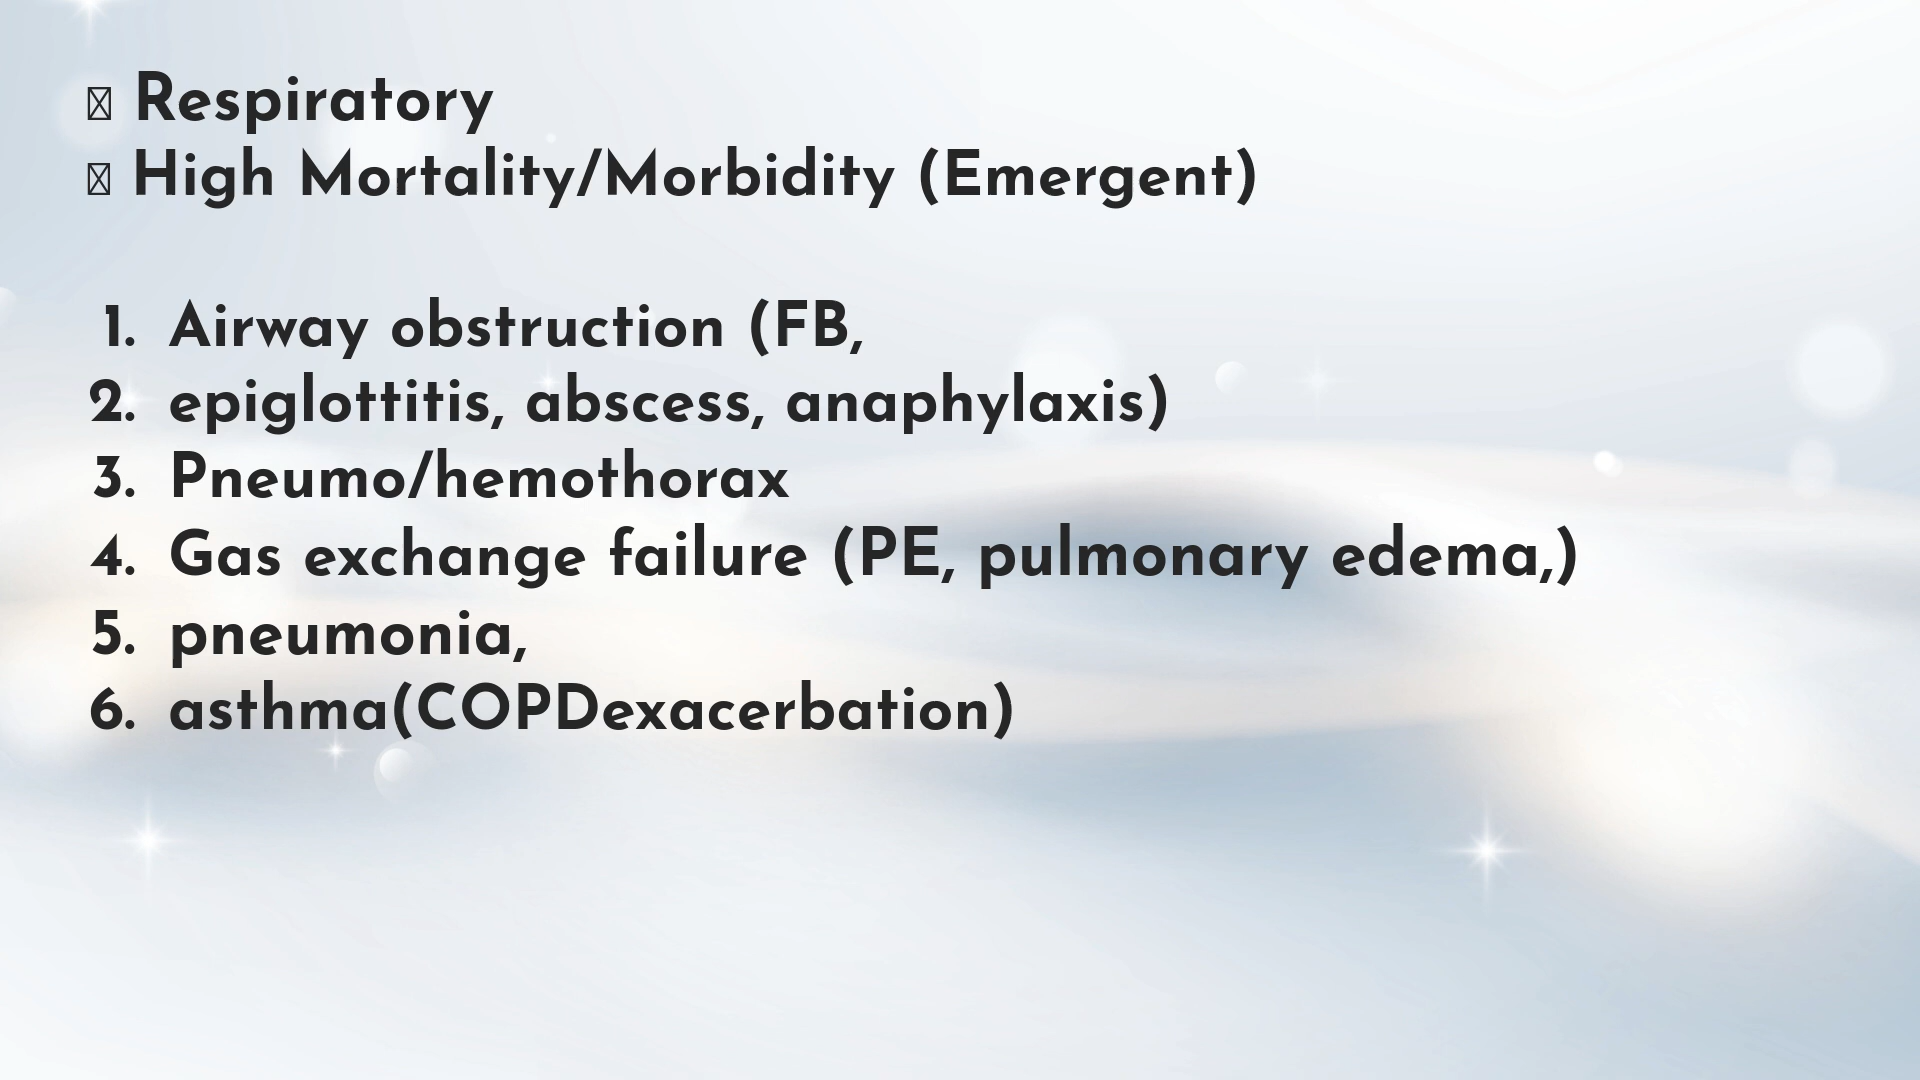 Respiratory
High Mortality/Morbidity (Emergent)
1. Airway obstruction (FB,
2. epiglottitis, abscess, anaphylaxis)
3. Pneumo/hemothorax
4. Gas exchange failure (PE, pulmonary edema,)
5. pneumonia,
6. asthma(COPDexacerbation)